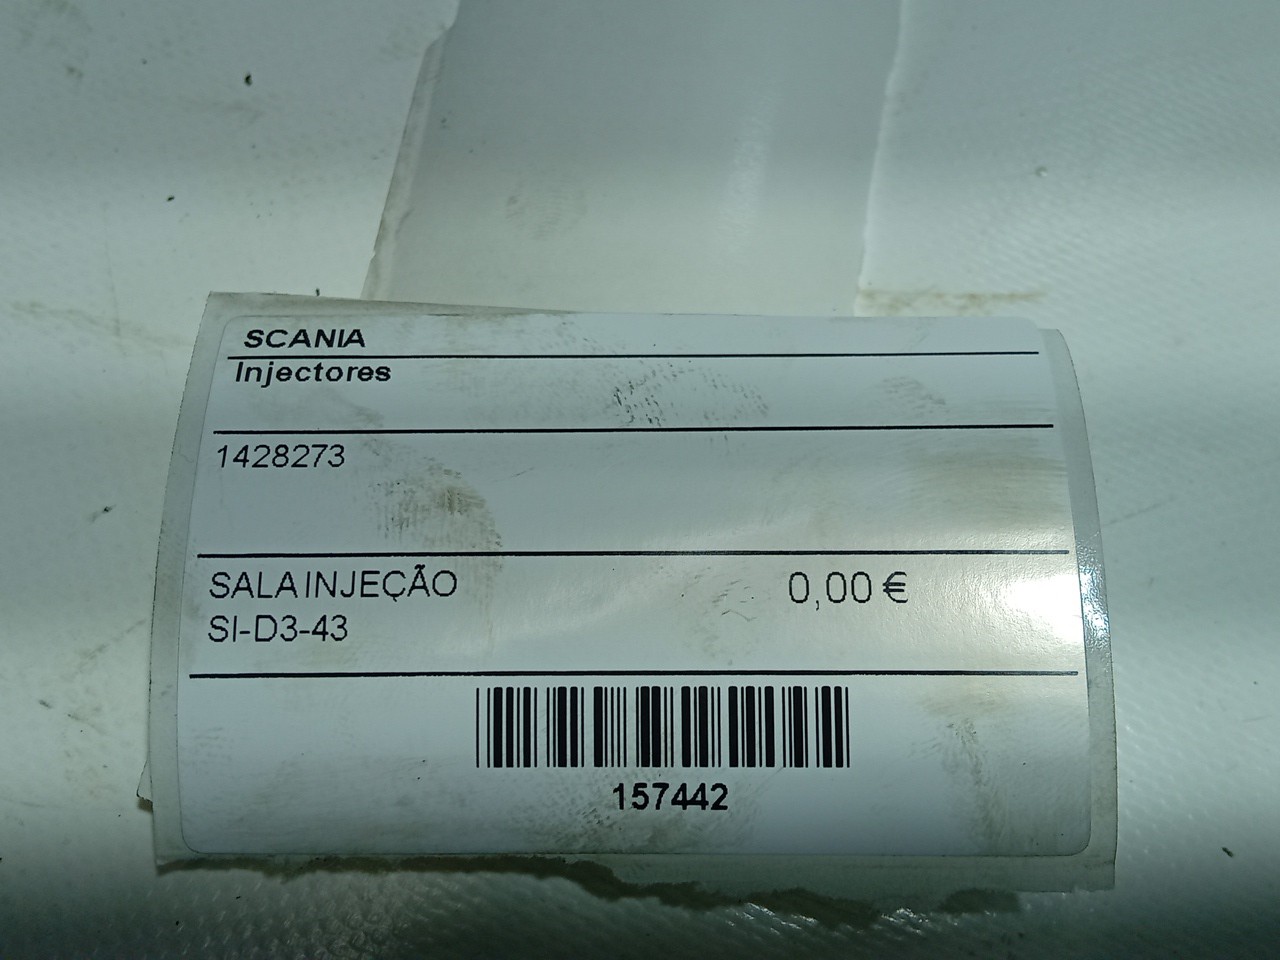 SCANIA
Injectores
1428273
SALA INJEÇÃO 0,00 €
SI-D3-43
157442